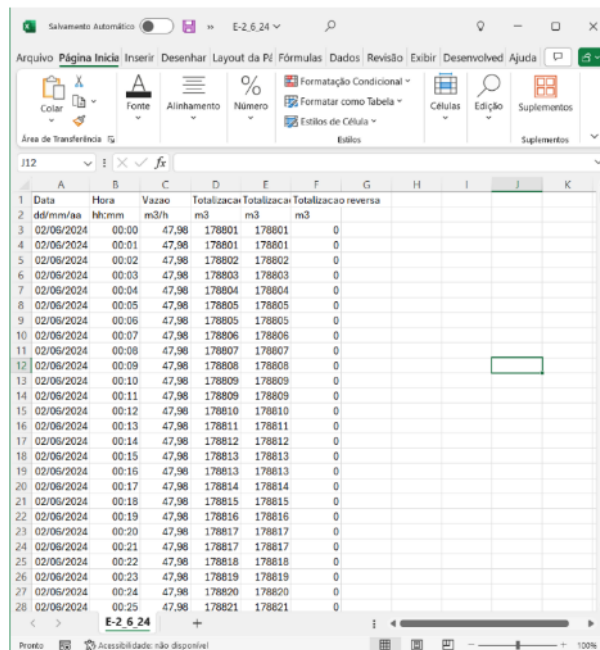 Salvamento Automático E-2_6_24
Arquivo Página Inicia Inserir Desenhar Layout da Pá Fórmulas Dados Revisão Exibir Desenvolved Ajuda
Colar Fonte Alinhamento Número Formatação Condicional Formatar como Tabela Estilos de Célula Células Edição Suplementos
Área de Transferência Estilos Suplementos
J12 fx
A B C D E F G H I J K
1 Data Hora Vazao Totalizaca Totalizaca Totalizacao reversa
2 dd/mm/aa hh:mm m3/h m3 m3 m3
3 02/06/2024 00:00 47,98 178801 178801 0
4 02/06/2024 00:01 47,98 178801 178801 0
5 02/06/2024 00:02 47,98 178802 178802 0
6 02/06/2024 00:03 47,98 178803 178803 0
7 02/06/2024 00:04 47,98 178804 178804 0
8 02/06/2024 00:05 47,98 178805 178805 0
9 02/06/2024 00:06 47,98 178805 178805 0
10 02/06/2024 00:07 47,98 178806 178806 0
11 02/06/2024 00:08 47,98 178807 178807 0
12 02/06/2024 00:09 47,98 178808 178808 0
13 02/06/2024 00:10 47,98 178809 178809 0
14 02/06/2024 00:11 47,98 178809 178809 0
15 02/06/2024 00:12 47,98 178810 178810 0
16 02/06/2024 00:13 47,98 178811 178811 0
17 02/06/2024 00:14 47,98 178812 178812 0
18 02/06/2024 00:15 47,98 178813 178813 0
19 02/06/2024 00:16 47,98 178813 178813 0
20 02/06/2024 00:17 47,98 178814 178814 0
21 02/06/2024 00:18 47,98 178815 178815 0
22 02/06/2024 00:19 47,98 178816 178816 0
23 02/06/2024 00:20 47,98 178817 178817 0
24 02/06/2024 00:21 47,98 178817 178817 0
25 02/06/2024 00:22 47,98 178818 178818 0
26 02/06/2024 00:23 47,98 178819 178819 0
27 02/06/2024 00:24 47,98 178820 178820 0
28 02/06/2024 00:25 47,98 178821 178821 0
E-2_6_24
Pronto Acessibilidade: não disponível 100%